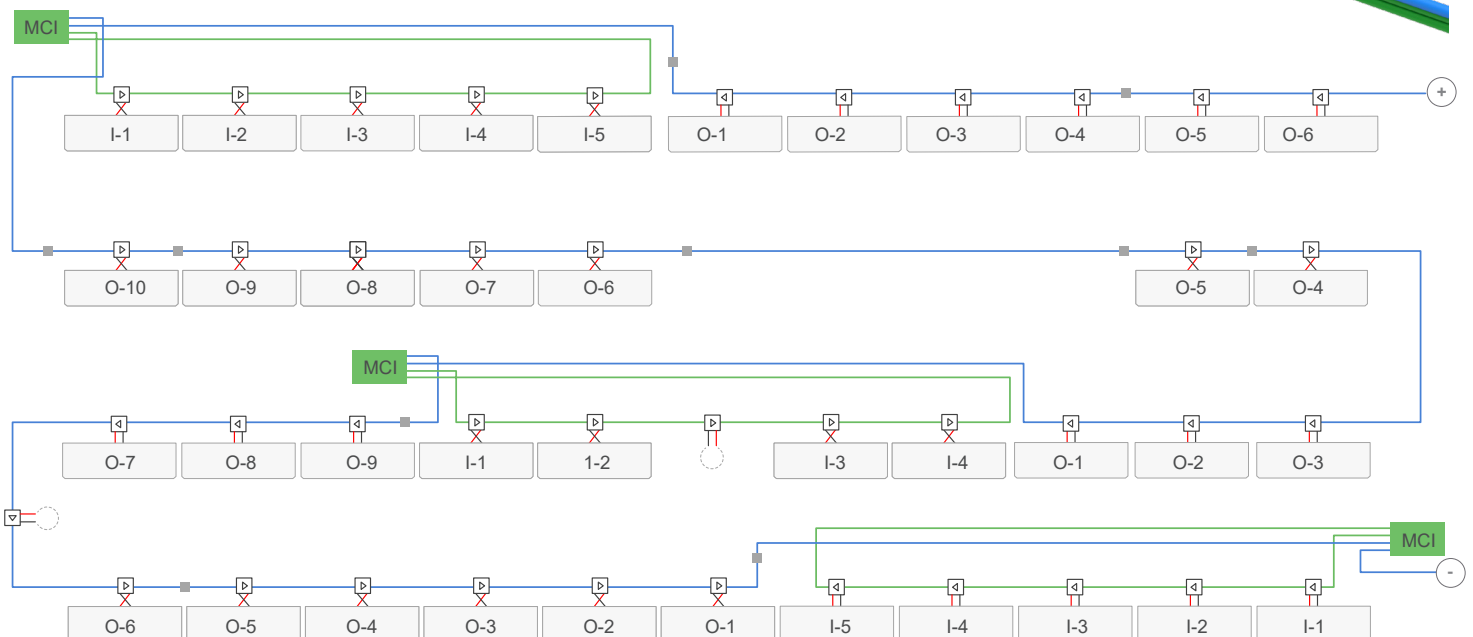 MCI
I-1 I-2 I-3 I-4 I-5 O-1 O-2 O-3 O-4 O-5 O-6
+
O-10 O-9 O-8 O-7 O-6 O-5 O-4
MCI
O-7 O-8 O-9 I-1 1-2 I-3 I-4 O-1 O-2 O-3
MCI
-
O-6 O-5 O-4 O-3 O-2 O-1 I-5 I-4 I-3 I-2 I-1